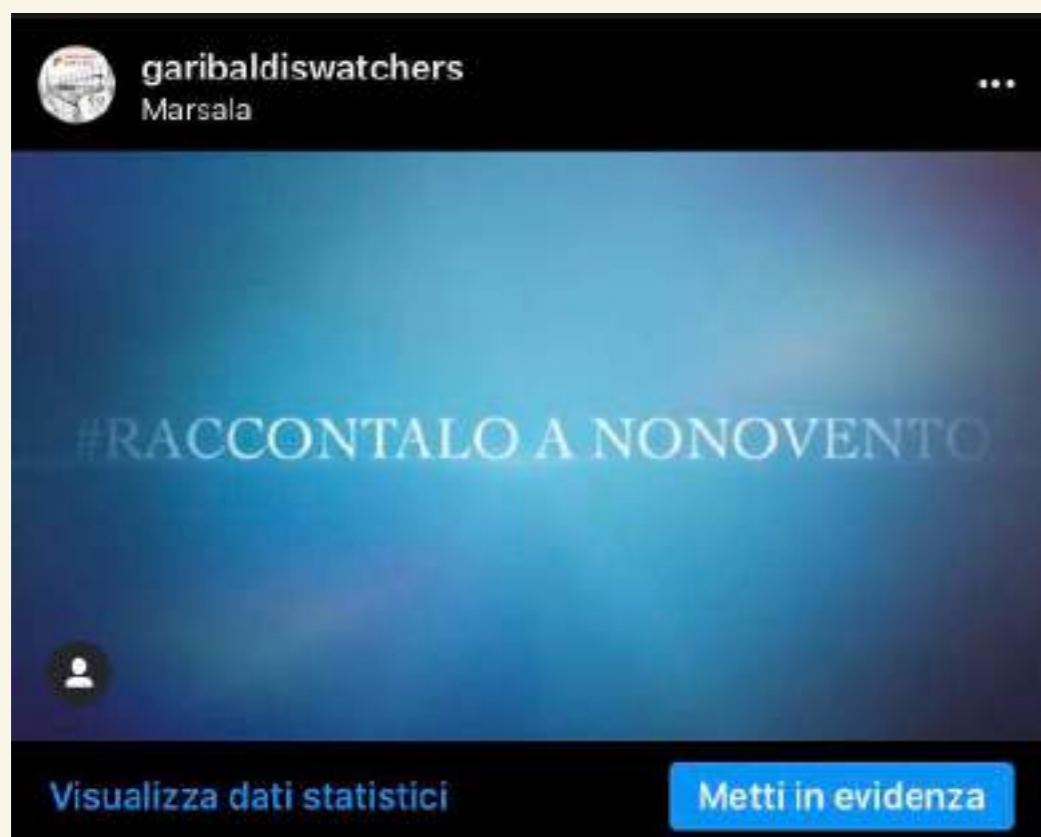 garibaldiswatchers
Marsala
#RACCONTALO A NONOVENTO
Visualizza dati statistici
Metti in evidenza